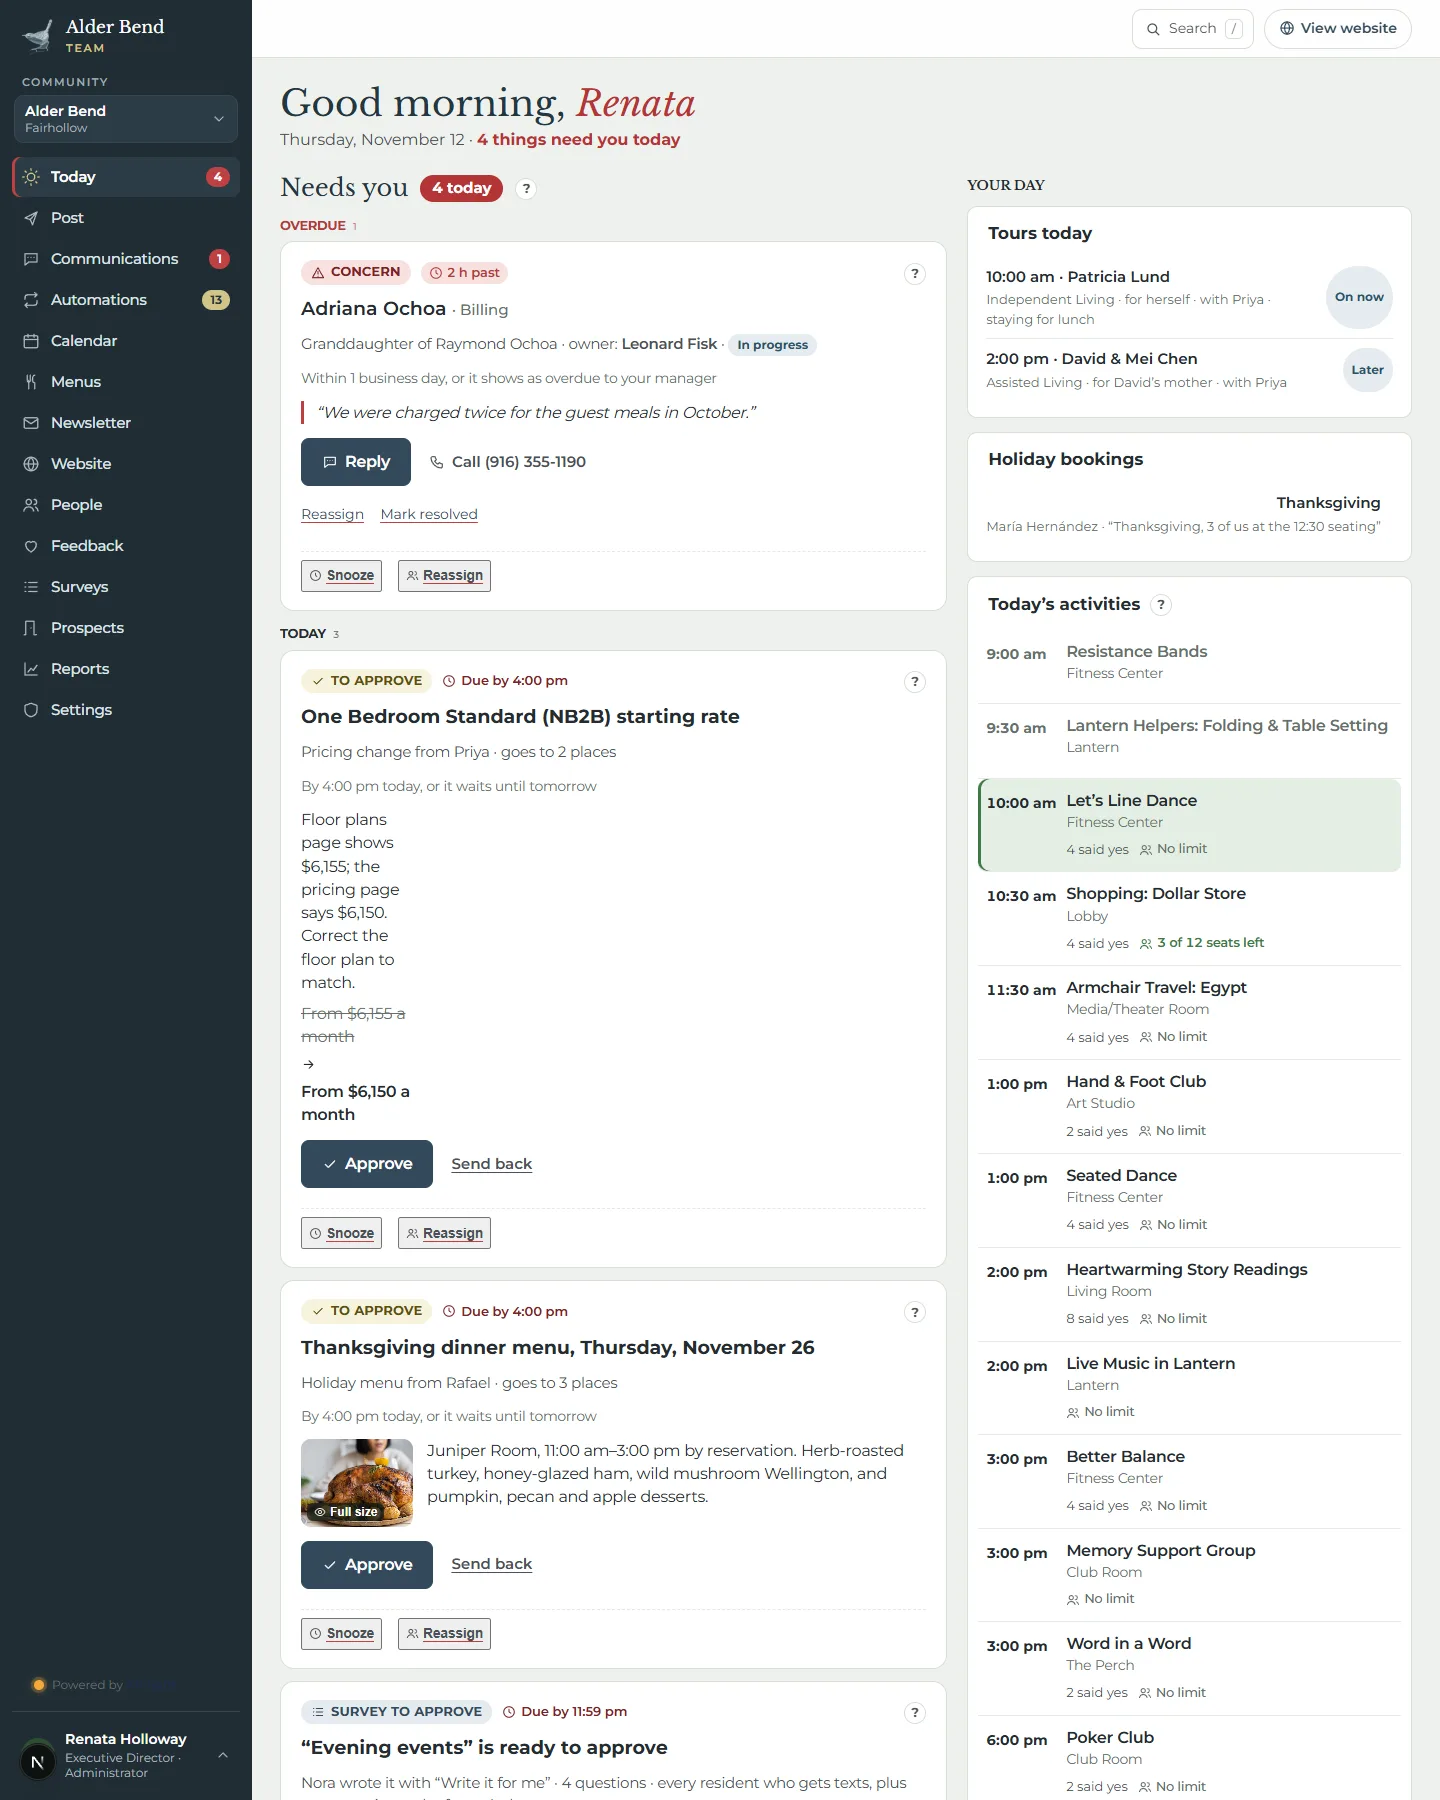 Alder Bend
TEAM
COMMUNITY
Alder Bend
Fairhollow
Today 4
Post
Communications 1
Automations 13
Calendar
Menus
Newsletter
Website
People
Feedback
Surveys
Prospects
Reports
Settings
Powered by
N
Renata Holloway
Executive Director ·
Administrator
Search /
View website
Good morning, Renata
Thursday, November 12 · 4 things need you today
Needs you 4 today ?
OVERDUE 1
CONCERN 2 h past ?
Adriana Ochoa · Billing
Granddaughter of Raymond Ochoa · owner: Leonard Fisk · In progress
Within 1 business day, or it shows as overdue to your manager
“We were charged twice for the guest meals in October.”
Reply Call (916) 355-1190
Reassign Mark resolved
Snooze Reassign
TODAY 3
TO APPROVE Due by 4:00 pm ?
One Bedroom Standard (NB2B) starting rate
Pricing change from Priya · goes to 2 places
By 4:00 pm today, or it waits until tomorrow
Floor plans
page shows
$6,155; the
pricing page
says $6,150.
Correct the
floor plan to
match.
From $6,155 a
month
→
From $6,150 a
month
Approve Send back
Snooze Reassign
TO APPROVE Due by 4:00 pm ?
Thanksgiving dinner menu, Thursday, November 26
Holiday menu from Rafael · goes to 3 places
By 4:00 pm today, or it waits until tomorrow
Full size
Juniper Room, 11:00 am–3:00 pm by reservation. Herb-roasted
turkey, honey-glazed ham, wild mushroom Wellington, and
pumpkin, pecan and apple desserts.
Approve Send back
Snooze Reassign
SURVEY TO APPROVE Due by 11:59 pm ?
“Evening events” is ready to approve
Nora wrote it with “Write it for me” · 4 questions · every resident who gets texts, plus
YOUR DAY
Tours today
10:00 am · Patricia Lund
Independent Living · for herself · with Priya ·
staying for lunch
On now
2:00 pm · David & Mei Chen
Assisted Living · for David’s mother · with Priya
Later
Holiday bookings
Thanksgiving
María Hernández · “Thanksgiving, 3 of us at the 12:30 seating”
Today’s activities ?
9:00 am Resistance Bands
Fitness Center
9:30 am Lantern Helpers: Folding & Table Setting
Lantern
10:00 am Let’s Line Dance
Fitness Center
4 said yes No limit
10:30 am Shopping: Dollar Store
Lobby
4 said yes 3 of 12 seats left
11:30 am Armchair Travel: Egypt
Media/Theater Room
4 said yes No limit
1:00 pm Hand & Foot Club
Art Studio
2 said yes No limit
1:00 pm Seated Dance
Fitness Center
4 said yes No limit
2:00 pm Heartwarming Story Readings
Living Room
8 said yes No limit
2:00 pm Live Music in Lantern
Lantern
No limit
3:00 pm Better Balance
Fitness Center
4 said yes No limit
3:00 pm Memory Support Group
Club Room
No limit
3:00 pm Word in a Word
The Perch
2 said yes No limit
6:00 pm Poker Club
Club Room
2 said yes No limit